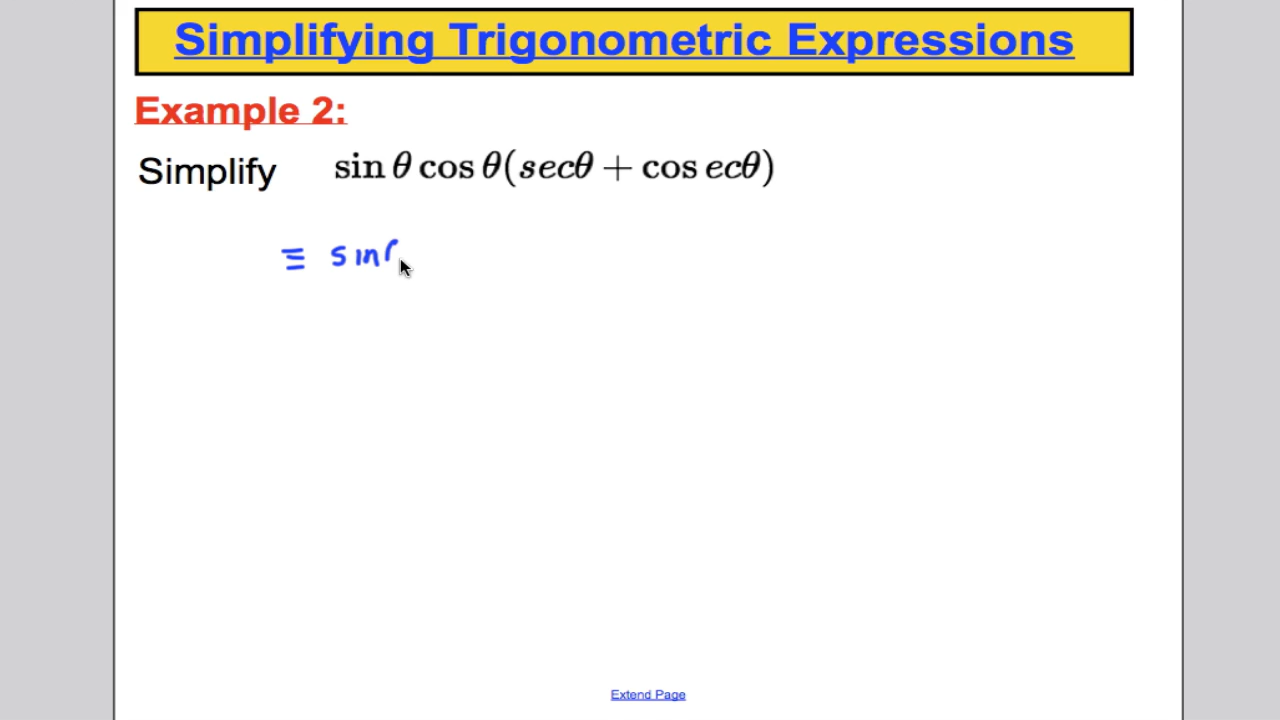 Simplifying Trigonometric Expressions
Example 2:
Simplify sin θ cos θ(secθ + cos ecθ)
≡ sin
Extend Page